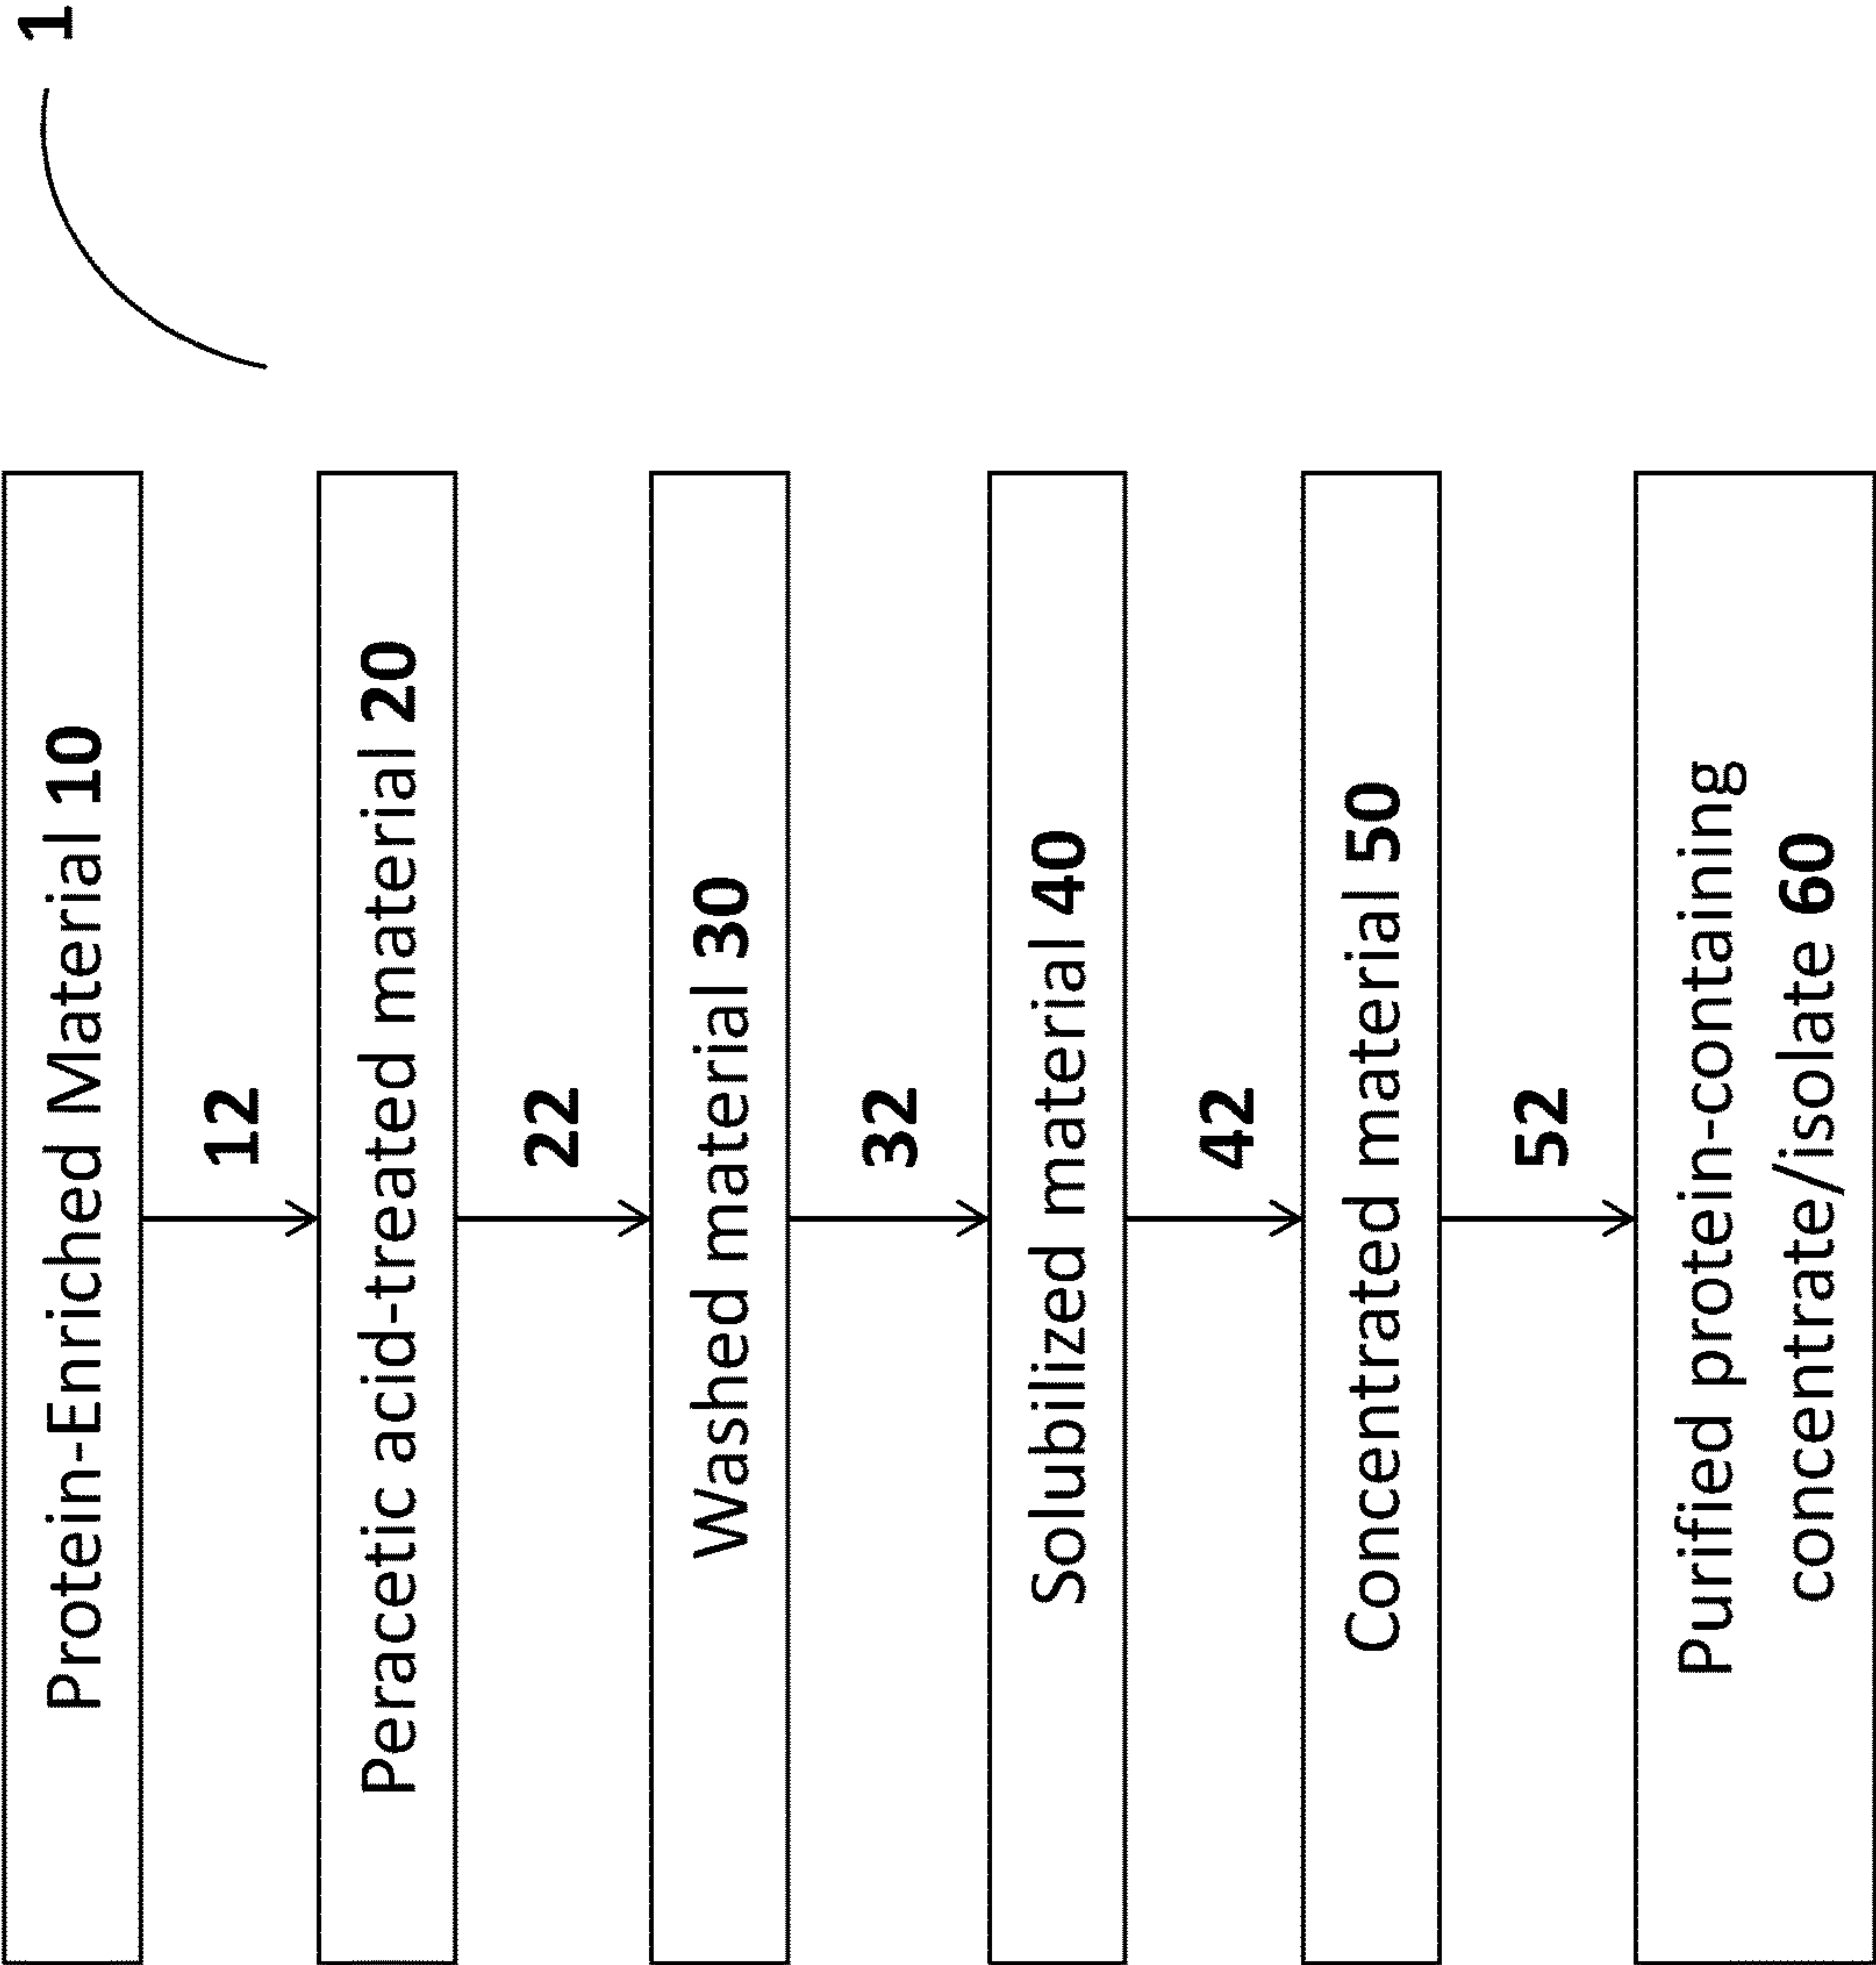 1
Protein-Enriched Material 10
12
Peracetic acid-treated material 20
22
Washed material 30
32
Solubilized material 40
42
Concentrated material 50
52
Purified protein-containing
concentrate/isolate 60